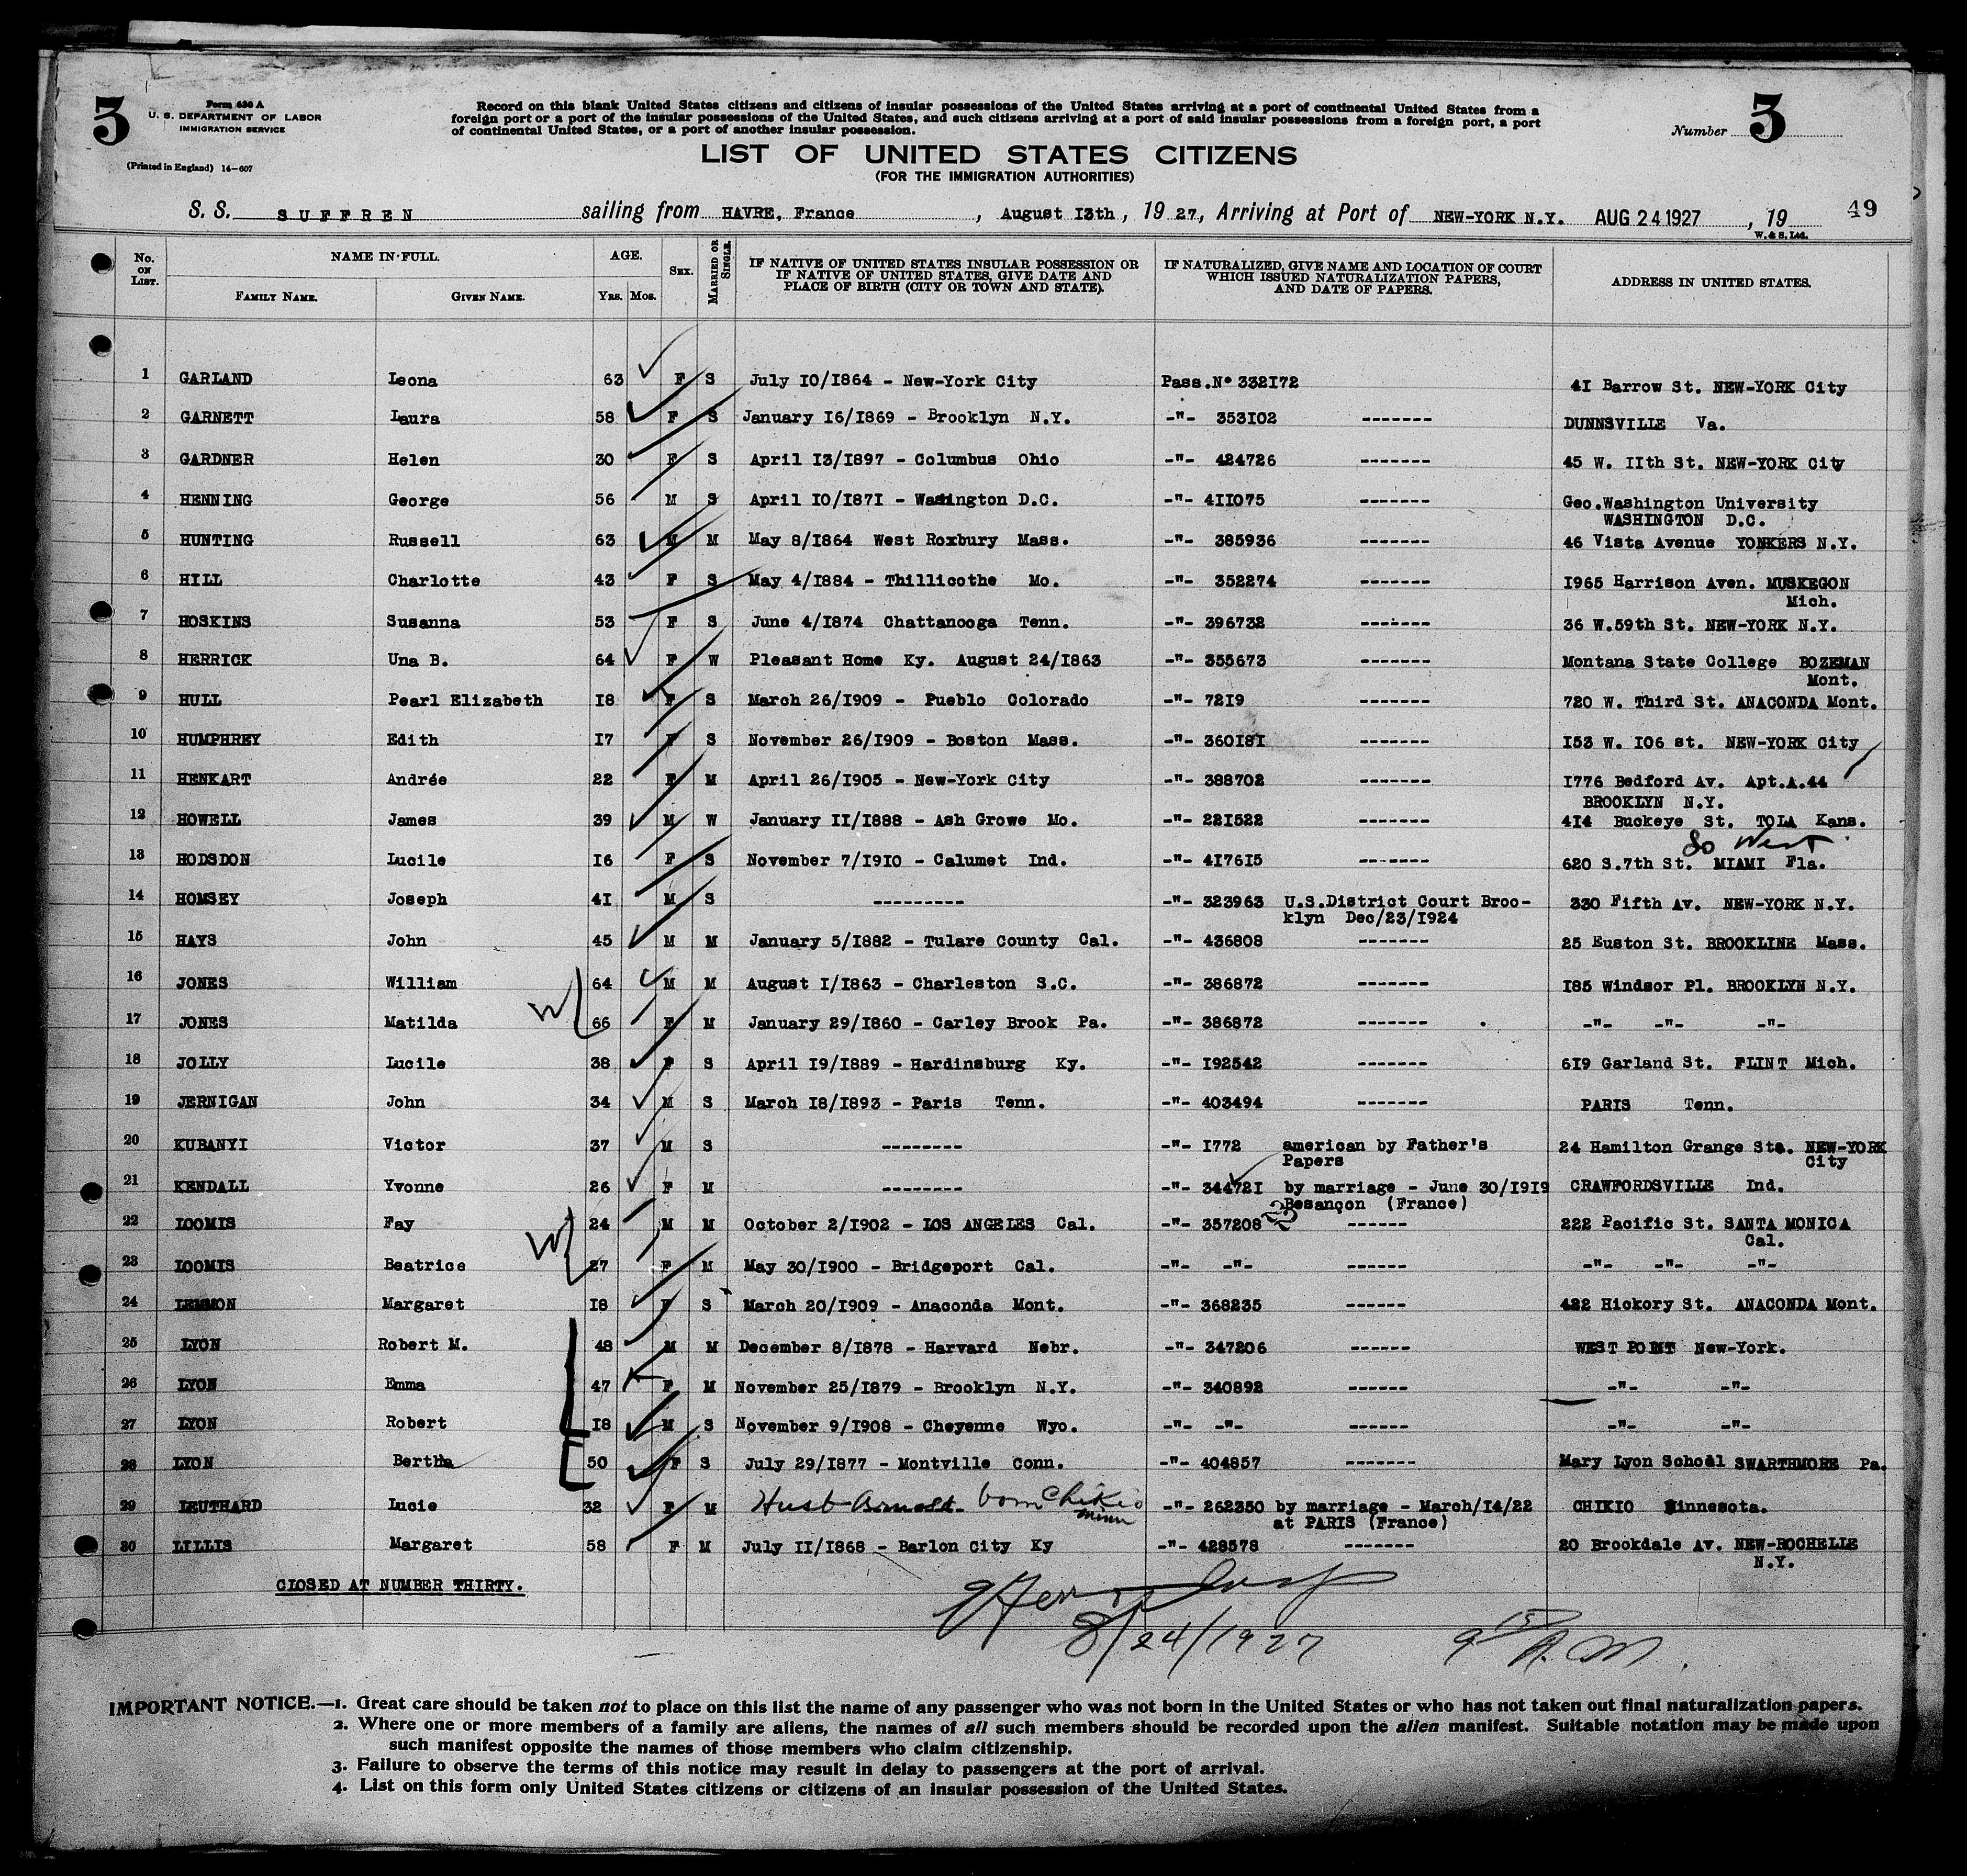 3
Form 630 A
U. S. DEPARTMENT OF LABOR
IMMIGRATION SERVICE
(Printed in England) 14-607
Record on this blank United States citizens and citizens of insular possessions of the United States arriving at a port of continental United States from a
foreign port or a port of the insular possessions of the United States, and such citizens arriving at a port of said insular possessions from a foreign port, a port
of continental United States, or a port of another insular possession.
Number 3
LIST OF UNITED STATES CITIZENS
(FOR THE IMMIGRATION AUTHORITIES)
S. S. SUFFREN sailing from HAVRE, France , August 13th, 19 27, Arriving at Port of NEW-YORK N.Y. AUG 24 1927 , 19
49
W. & S. Ltd.
No. ON LIST. NAME IN FULL. FAMILY NAME. GIVEN NAME. AGE. YRS. MOS. SEX. MARRIED OR SINGLE. IF NATIVE OF UNITED STATES INSULAR POSSESSION OR IF NATIVE OF UNITED STATES, GIVE DATE AND PLACE OF BIRTH (CITY OR TOWN AND STATE). IF NATURALIZED, GIVE NAME AND LOCATION OF COURT WHICH ISSUED NATURALIZATION PAPERS, AND DATE OF PAPERS. ADDRESS IN UNITED STATES.
1 GARLAND Leona 63 F S July 10/1864 - New-York City Pass.N° 332172 41 Barrow St. NEW-YORK City
2 GARNETT Laura 58 F S January 16/1869 - Brooklyn N.Y. -"- 353102 ------- DUNNSVILLE Va.
3 GARDNER Helen 30 F S April 13/1897 - Columbus Ohio -"- 424726 ------- 45 W. 11th St. NEW-YORK City
4 HENNING George 56 M S April 10/1871 - Washington D.C. -"- 411075 ------- Geo.Washington University
WASHINGTON D.C.
5 HUNTING Russell 63 M M May 8/1864 West Roxbury Mass. -"- 385936 ------- 46 Vista Avenue YONKERS N.Y.
6 HILL Charlotte 43 F S May 4/1884 - Thillicothe Mo. -"- 352274 ------- 1965 Harrison Aven. MUSKEGON
Mich.
7 HOSKINS Susanna 53 F S June 4/1874 Chattanooga Tenn. -"- 396732 ------- 36 W.59th St. NEW-YORK N.Y.
8 HERRICK Una B. 64 F W Pleasant Home Ky. August 24/1863 -"- 355673 ------- Montana State College BOZEMAN
Mont.
9 HULL Pearl Elizabeth 18 F S March 26/1909 - Pueblo Colorado -"- 7219 ------- 720 W. Third St. ANACONDA Mont.
10 HUMPHREY Edith 17 F S November 26/1909 - Boston Mass. -"- 360181 ------- 153 W. 106 st. NEW-YORK City
11 HENKART Andrée 22 F M April 26/1905 - New-York City -"- 388702 ------- 1776 Bedford Av. Apt.A.44
BROOKLYN N.Y.
12 HOWELL James 39 M W January 11/1888 - Ash Growe Mo. -"- 221522 ------- 414 Buckeye St. TOLA Kans.
So West
13 HODSDON Lucile 16 F S November 7/1910 - Calumet Ind. -"- 417615 ------- 620 S.7th St. MIAMI Fla.
14 HOMSEY Joseph 41 M S --------- -"- 323963 U.S.District Court Broo- 330 Fifth Av. NEW-YORK N.Y.
klyn Dec/23/1924
15 HAYS John 45 M M January 5/1882 - Tulare County Cal. -"- 436808 ------- 25 Euston St. BROOKLINE Mass.
16 JONES William 64 M M August 1/1863 - Charleston S.C. -"- 386872 ------- 185 Windsor Pl. BROOKLYN N.Y.
17 JONES Matilda 66 F M January 29/1860 - Carley Brook Pa. -"- 386872 ------- -"- -"- -"-
18 JOLLY Lucile 38 F S April 19/1889 - Hardinsburg Ky. -"- 192542 ------- 619 Garland St. FLINT Mich.
19 JERNIGAN John 34 M S March 18/1893 - Paris Tenn. -"- 403494 ------- PARIS Tenn.
20 KUBANYI Victor 37 M S -------- -"- 1772 american by Father's 24 Hamilton Grange Sta. NEW-YORK
Papers City
21 KENDALL Yvonne 26 F M -------- -"- 344721 by marriage - June 30/1919 CRAWFORDSVILLE Ind.
Besançon (France)
22 LOOMIS Fay 24 M M October 2/1902 - LOS ANGELES Cal. -"- 357208 ------ 222 Pacific St. SANTA MONICA
Cal.
23 LOOMIS Beatrice 27 F M May 30/1900 - Bridgeport Cal. -"- -"- ------ -"- -"- -"-
24 LEMMON Margaret 18 F S March 20/1909 - Anaconda Mont. -"- 368235 ------ 422 Hickory St. ANACONDA Mont.
25 LYON Robert M. 48 M M December 8/1878 - Harvard Nebr. -"- 347206 ------ WEST POINT New-York.
26 LYON Emma 47 F M November 25/1879 - Brooklyn N.Y. -"- 340892 ------ -"- -"-
27 LYON Robert 18 M S November 9/1908 - Cheyenne Wyo. -"- -"- ------ -"- -"-
28 LYON Bertha 50 F S July 29/1877 - Montville Conn. -"- 404857 ------- Mary Lyon School SWARTHMORE Pa.
29 LEUTHARD Lucie 32 F M Husb Arnold born Chikio Minn -"- 262350 by marriage - March/14/22 CHIKIO Minnesota.
at PARIS (France)
30 LILLIS Margaret 58 F M July 11/1868 - Barlon City Ky -"- 428578 ------- 20 Brookdale Av. NEW-ROCHELLE
N.Y.
CLOSED AT NUMBER THIRTY.
8/24/1927 9 15 A.M.
IMPORTANT NOTICE.—1. Great care should be taken not to place on this list the name of any passenger who was not born in the United States or who has not taken out final naturalization papers.
2. Where one or more members of a family are aliens, the names of all such members should be recorded upon the alien manifest. Suitable notation may be made upon
such manifest opposite the names of those members who claim citizenship.
3. Failure to observe the terms of this notice may result in delay to passengers at the port of arrival.
4. List on this form only United States citizens or citizens of an insular possession of the United States.